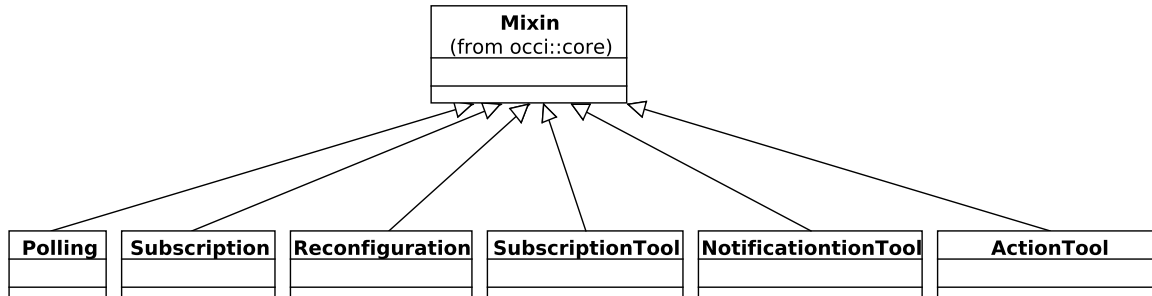 Mixin
(from occi::core)
Polling
Subscription
Reconfiguration
SubscriptionTool
NotificationtionTool
ActionTool